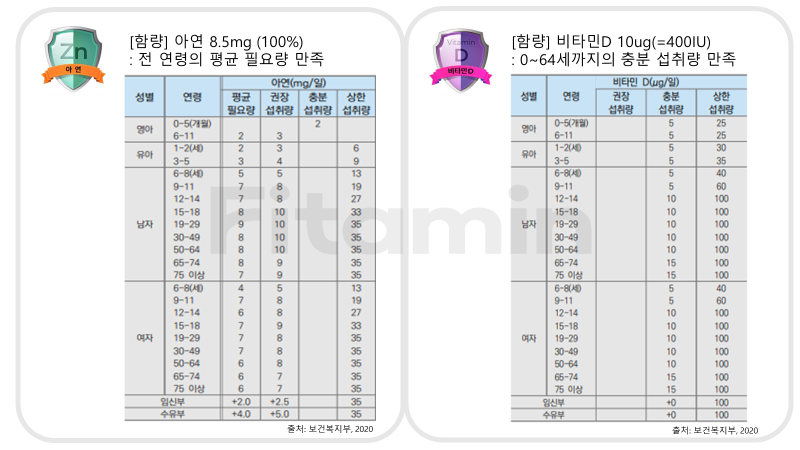 Zn
아 연
[함량] 아연 8.5mg (100%)
: 전 연령의 평균 필요량 만족
성별 연령 아연(mg/일)
평균 필요량 권장 섭취량 충분 섭취량 상한 섭취량
영아 0-5(개월) 2
6-11 2 3
유아 1-2(세) 2 3 6
3-5 3 4 9
남자 6-8(세) 5 5 13
9-11 7 8 19
12-14 7 8 27
15-18 8 10 33
19-29 9 10 35
30-49 8 10 35
50-64 8 10 35
65-74 8 9 35
75 이상 7 9 35
여자 6-8(세) 4 5 13
9-11 7 8 19
12-14 6 8 27
15-18 7 9 33
19-29 7 8 35
30-49 7 8 35
50-64 6 8 35
65-74 6 7 35
75 이상 6 7 35
임신부 +2.0 +2.5 35
수유부 +4.0 +5.0 35
출처: 보건복지부, 2020
Vitamin
D
비타민D
[함량] 비타민D 10ug(=400IU)
: 0~64세까지의 충분 섭취량 만족
성별 연령 비타민 D(μg/일)
권장 섭취량 충분 섭취량 상한 섭취량
영아 0-5(개월) 5 25
6-11 5 25
유아 1-2(세) 5 30
3-5 5 35
남자 6-8(세) 5 40
9-11 5 60
12-14 10 100
15-18 10 100
19-29 10 100
30-49 10 100
50-64 10 100
65-74 15 100
75 이상 15 100
여자 6-8(세) 5 40
9-11 5 60
12-14 10 100
15-18 10 100
19-29 10 100
30-49 10 100
50-64 10 100
65-74 15 100
75 이상 15 100
임신부 +0 100
수유부 +0 100
출처: 보건복지부, 2020
Fitamin